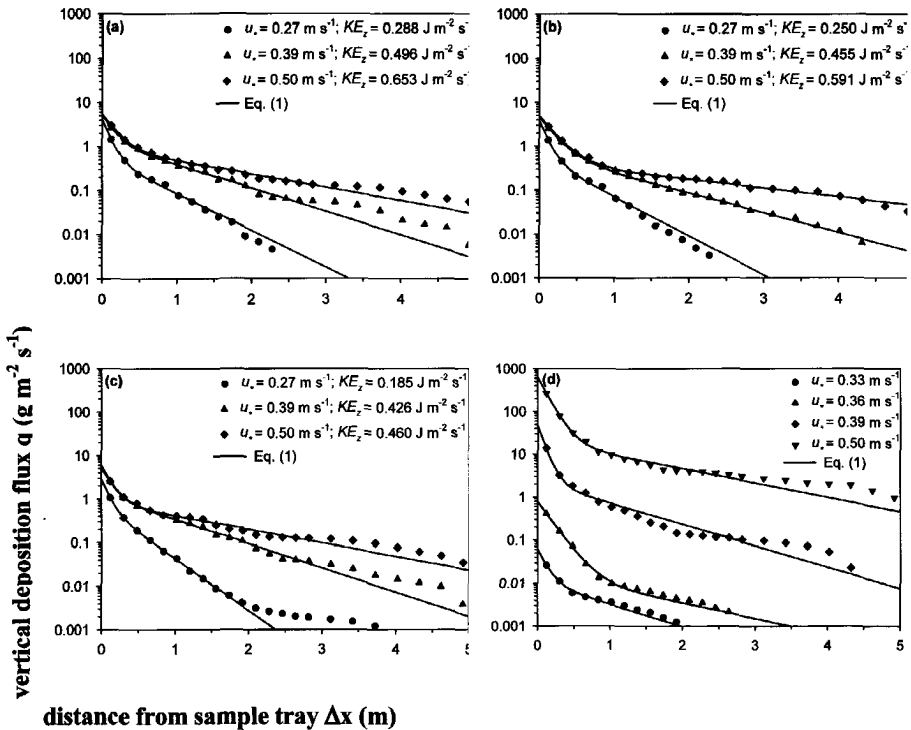 (a)
u* = 0.27 m s-1; KEz = 0.288 J m-2 s-
u* = 0.39 m s-1; KEz = 0.496 J m-2 s-
u* = 0.50 m s-1; KEz = 0.653 J m-2 s-
Eq. (1)
1000
100
10
1
0.1
0.01
0.001
0 1 2 3 4
(b)
u* = 0.27 m s-1; KEz = 0.250 J m-2 s-
u* = 0.39 m s-1; KEz = 0.455 J m-2 s-
u* = 0.50 m s-1; KEz = 0.591 J m-2 s-
Eq. (1)
1000
100
10
1
0.1
0.01
0.001
0 1 2 3 4
vertical deposition flux q (g m-2 s-1)
(c)
u* = 0.27 m s-1; KEz = 0.185 J m-2 s-1
u* = 0.39 m s-1; KEz = 0.426 J m-2 s-1
u* = 0.50 m s-1; KEz = 0.460 J m-2 s-1
Eq. (1)
1000
100
10
1
0.1
0.01
0.001
0 1 2 3 4 5
(d)
u* = 0.33 m s-1
u* = 0.36 m s-1
u* = 0.39 m s-1
u* = 0.50 m s-1
Eq. (1)
1000
100
10
1
0.1
0.01
0.001
0 1 2 3 4 5
distance from sample tray Δx (m)